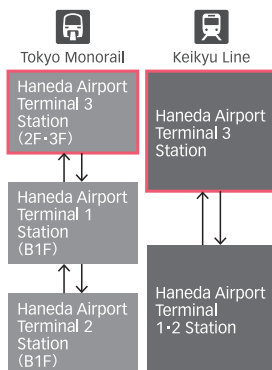 Tokyo Monorail
Haneda Airport
Terminal 3
Station
(2F・3F)
Haneda Airport
Terminal 1
Station
(B1F)
Haneda Airport
Terminal 2
Station
(B1F)
Keikyu Line
Haneda Airport
Terminal 3
Station
Haneda Airport
Terminal
1・2 Station